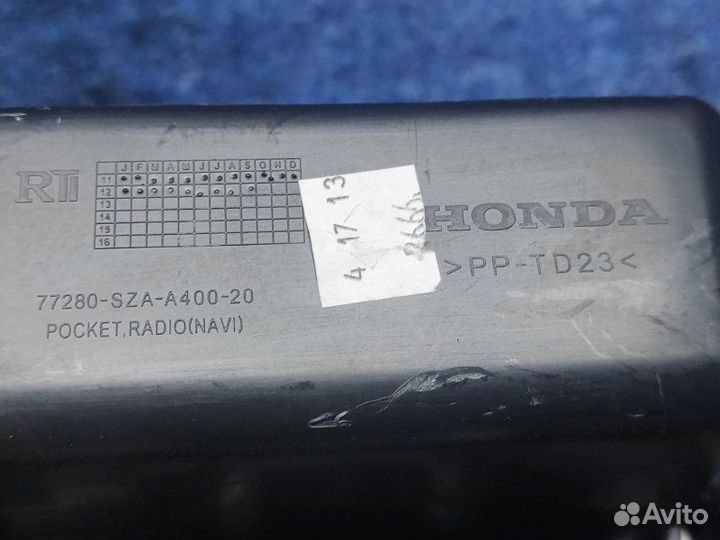 RTI
J F M A M J J A S O N D
11
12
13
14
15
16
4 17 13
3666
HONDA
>PP-TD23<
77280-SZA-A400-20
POCKET,RADIO(NAVI)
Avito